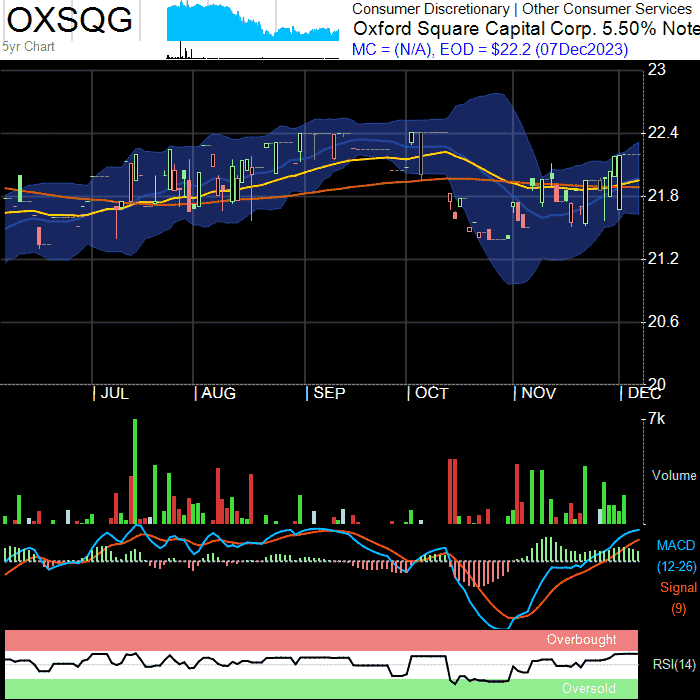 OXSQG
5yr Chart
Consumer Discretionary | Other Consumer Services
Oxford Square Capital Corp. 5.50% Note
MC = (N/A), EOD = $22.2 (07Dec2023)
23
22.4
21.8
21.2
20.6
20
| JUL
| AUG
| SEP
| OCT
| NOV
| DEC
7k
Volume
MACD
(12-26)
Signal
(9)
Overbought
RSI(14)
Oversold